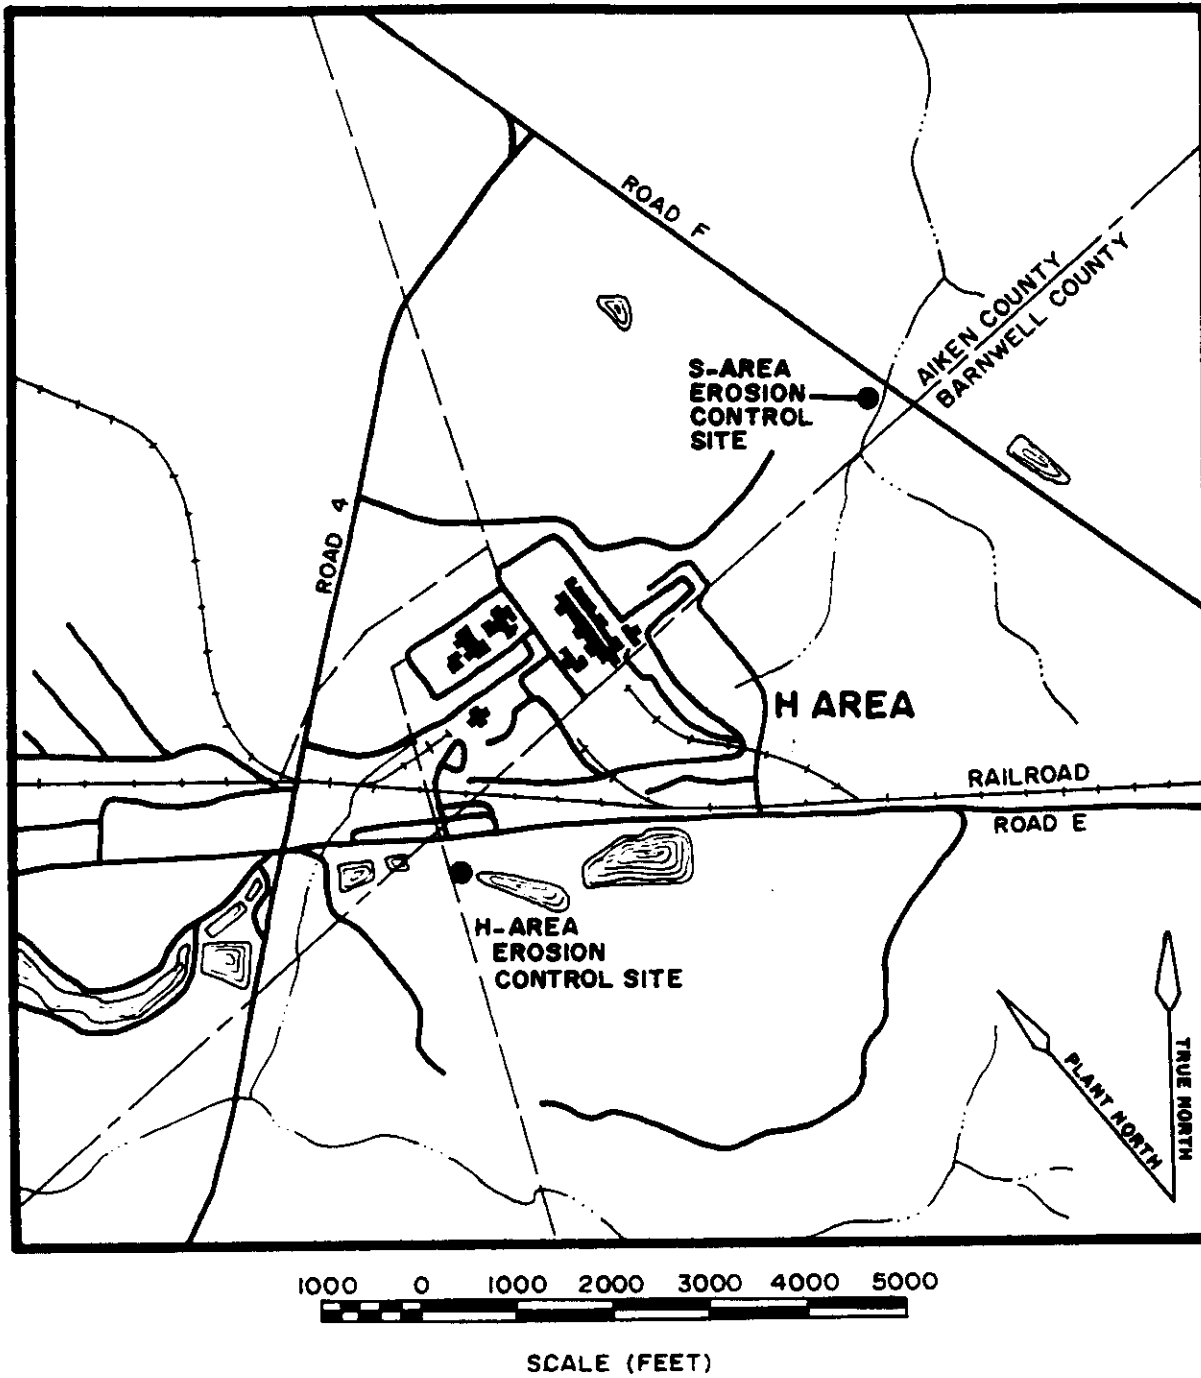 ROAD F
AIKEN COUNTY
BARNWELL COUNTY
S-AREA
EROSION
CONTROL
SITE
ROAD 4
H AREA
RAILROAD
ROAD E
H-AREA
EROSION
CONTROL SITE
PLANT NORTH
TRUE NORTH
1000 0 1000 2000 3000 4000 5000
SCALE (FEET)